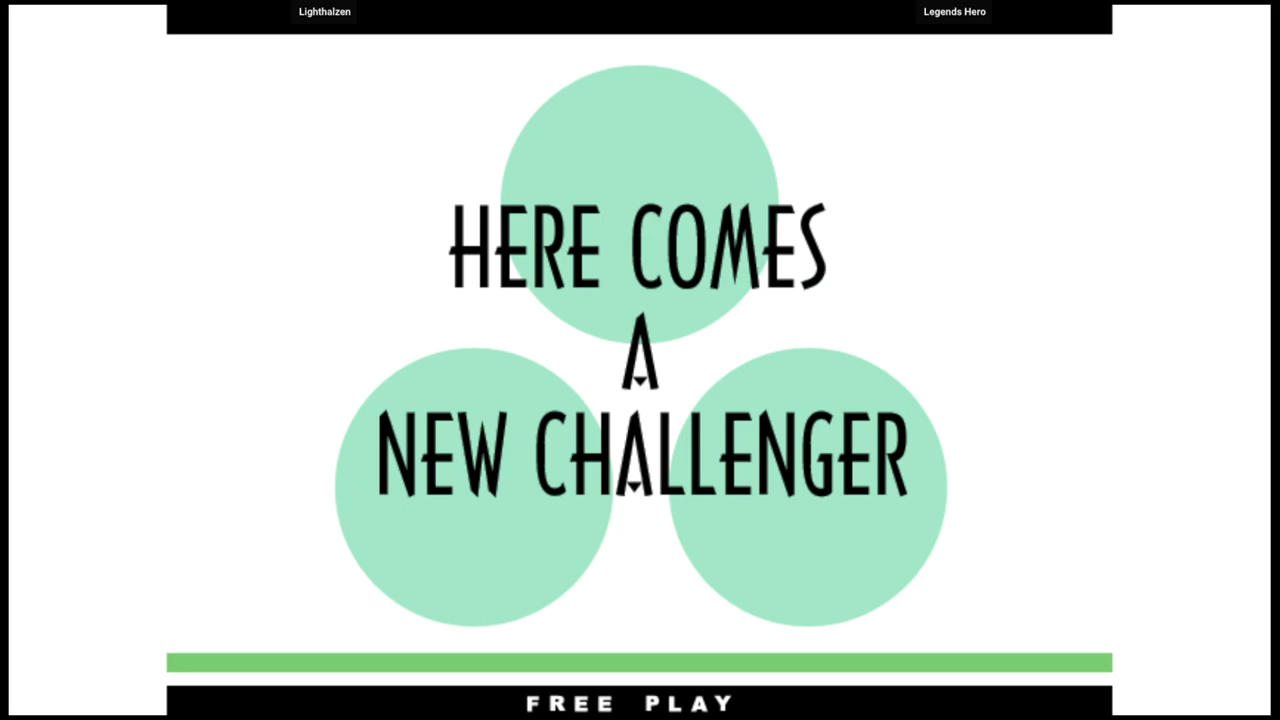 Lighthalzen
Legends Hero
HERE COMES
A
NEW CHALLENGER
FREE PLAY